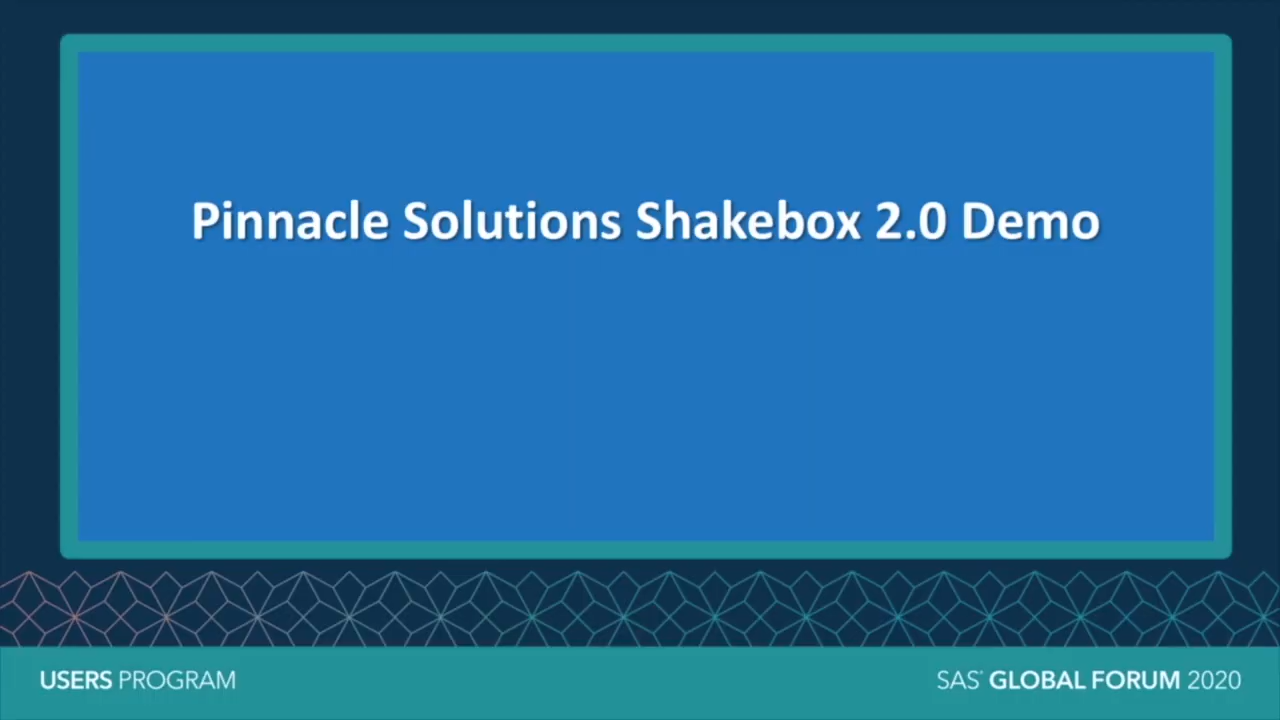 Pinnacle Solutions Shakebox 2.0 Demo
USERS PROGRAM
SAS® GLOBAL FORUM 2020